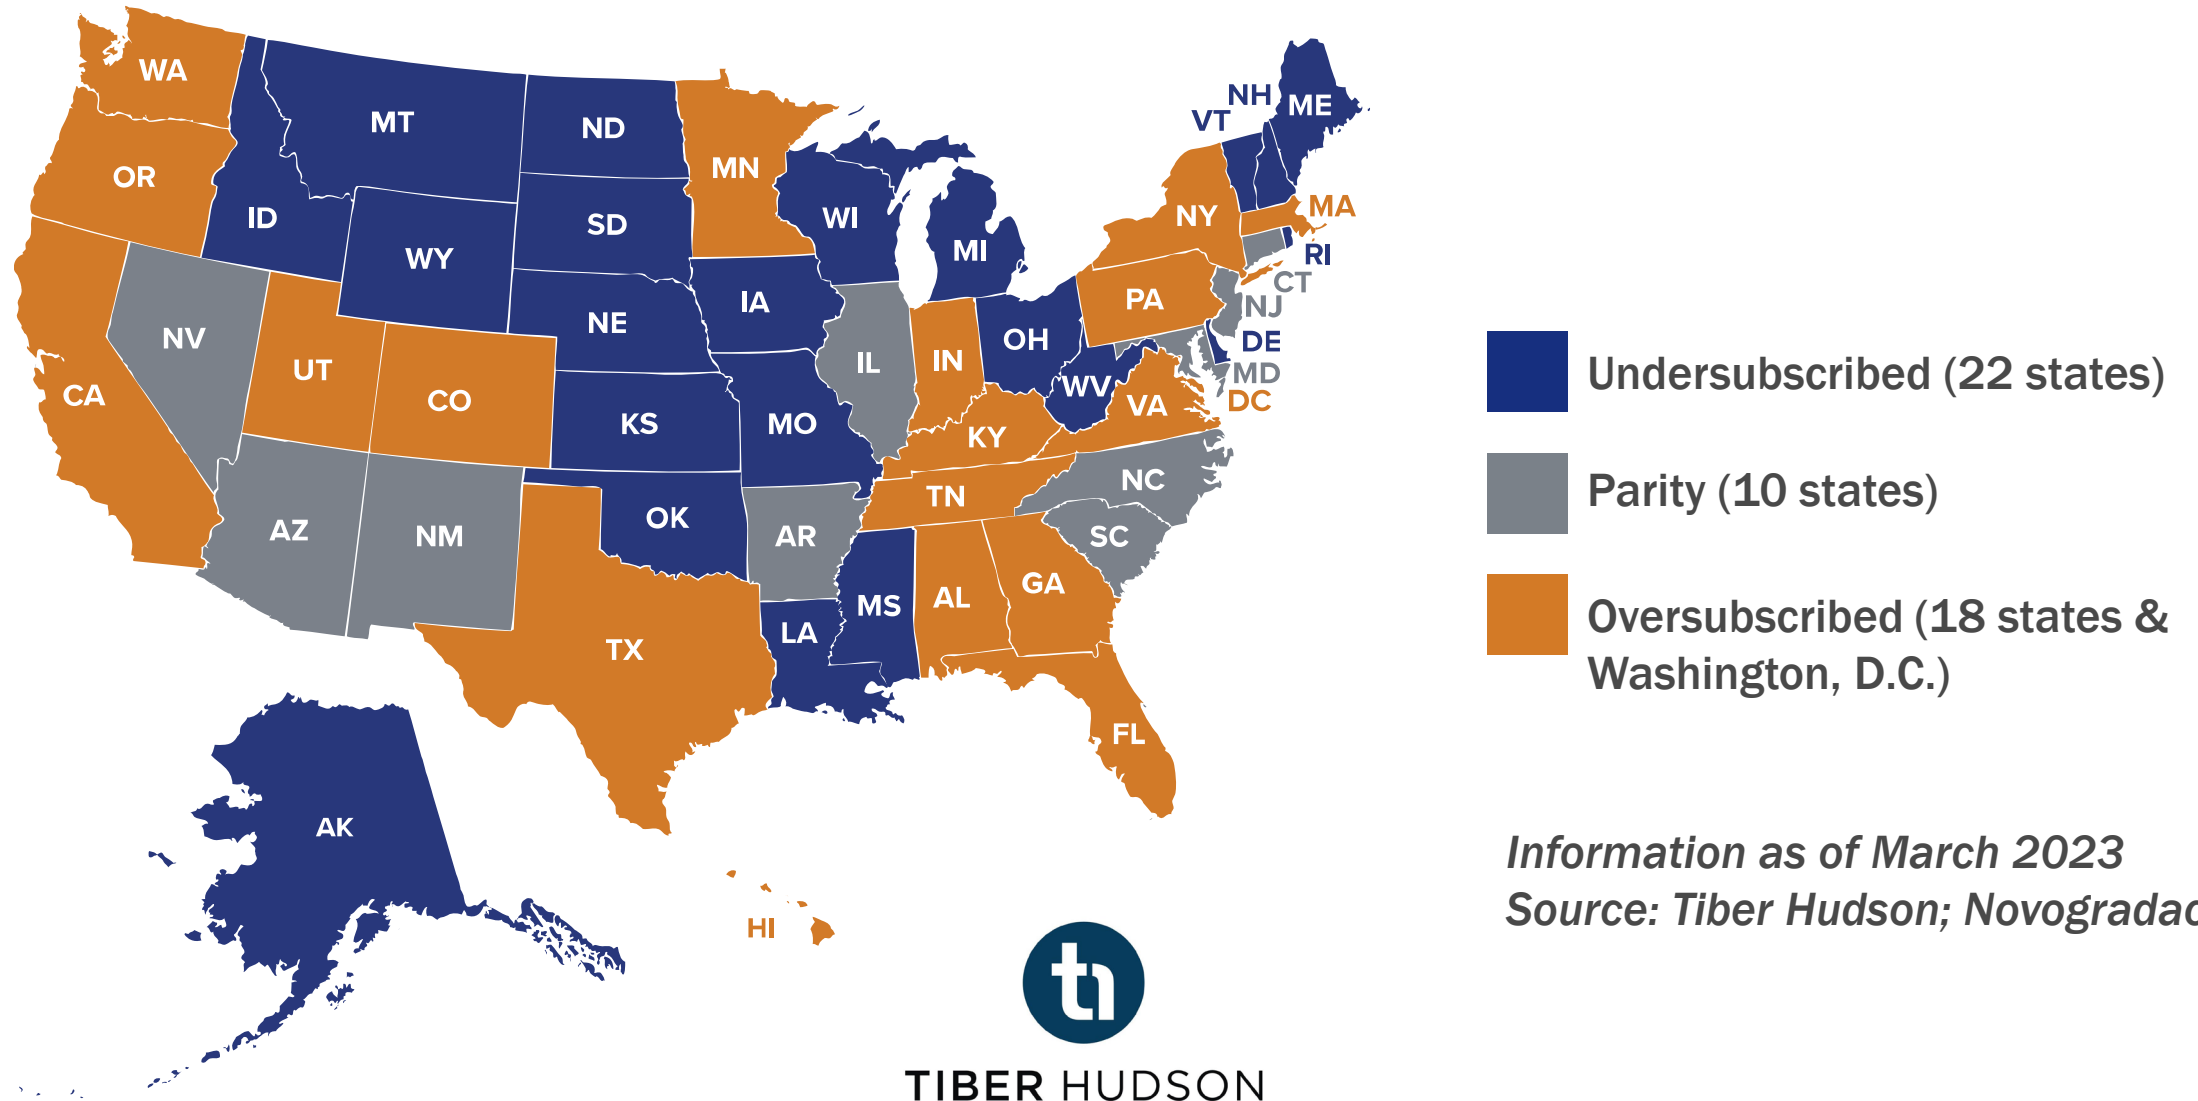 WA
MT
ND
MN
OR
ID
WY
SD
WI
MI
NH
VT
ME
NY
MA
RI
CT
NJ
PA
DE
MD
DC
NV
UT
CO
CA
NE
IA
IL
IN
OH
WV
VA
KS
MO
KY
AZ
NM
OK
AR
TN
NC
SC
TX
LA
MS
AL
GA
FL
AK
HI
Undersubscribed (22 states)
Parity (10 states)
Oversubscribed (18 states &
Washington, D.C.)
Information as of March 2023
Source: Tiber Hudson; Novogradac
TIBER HUDSON